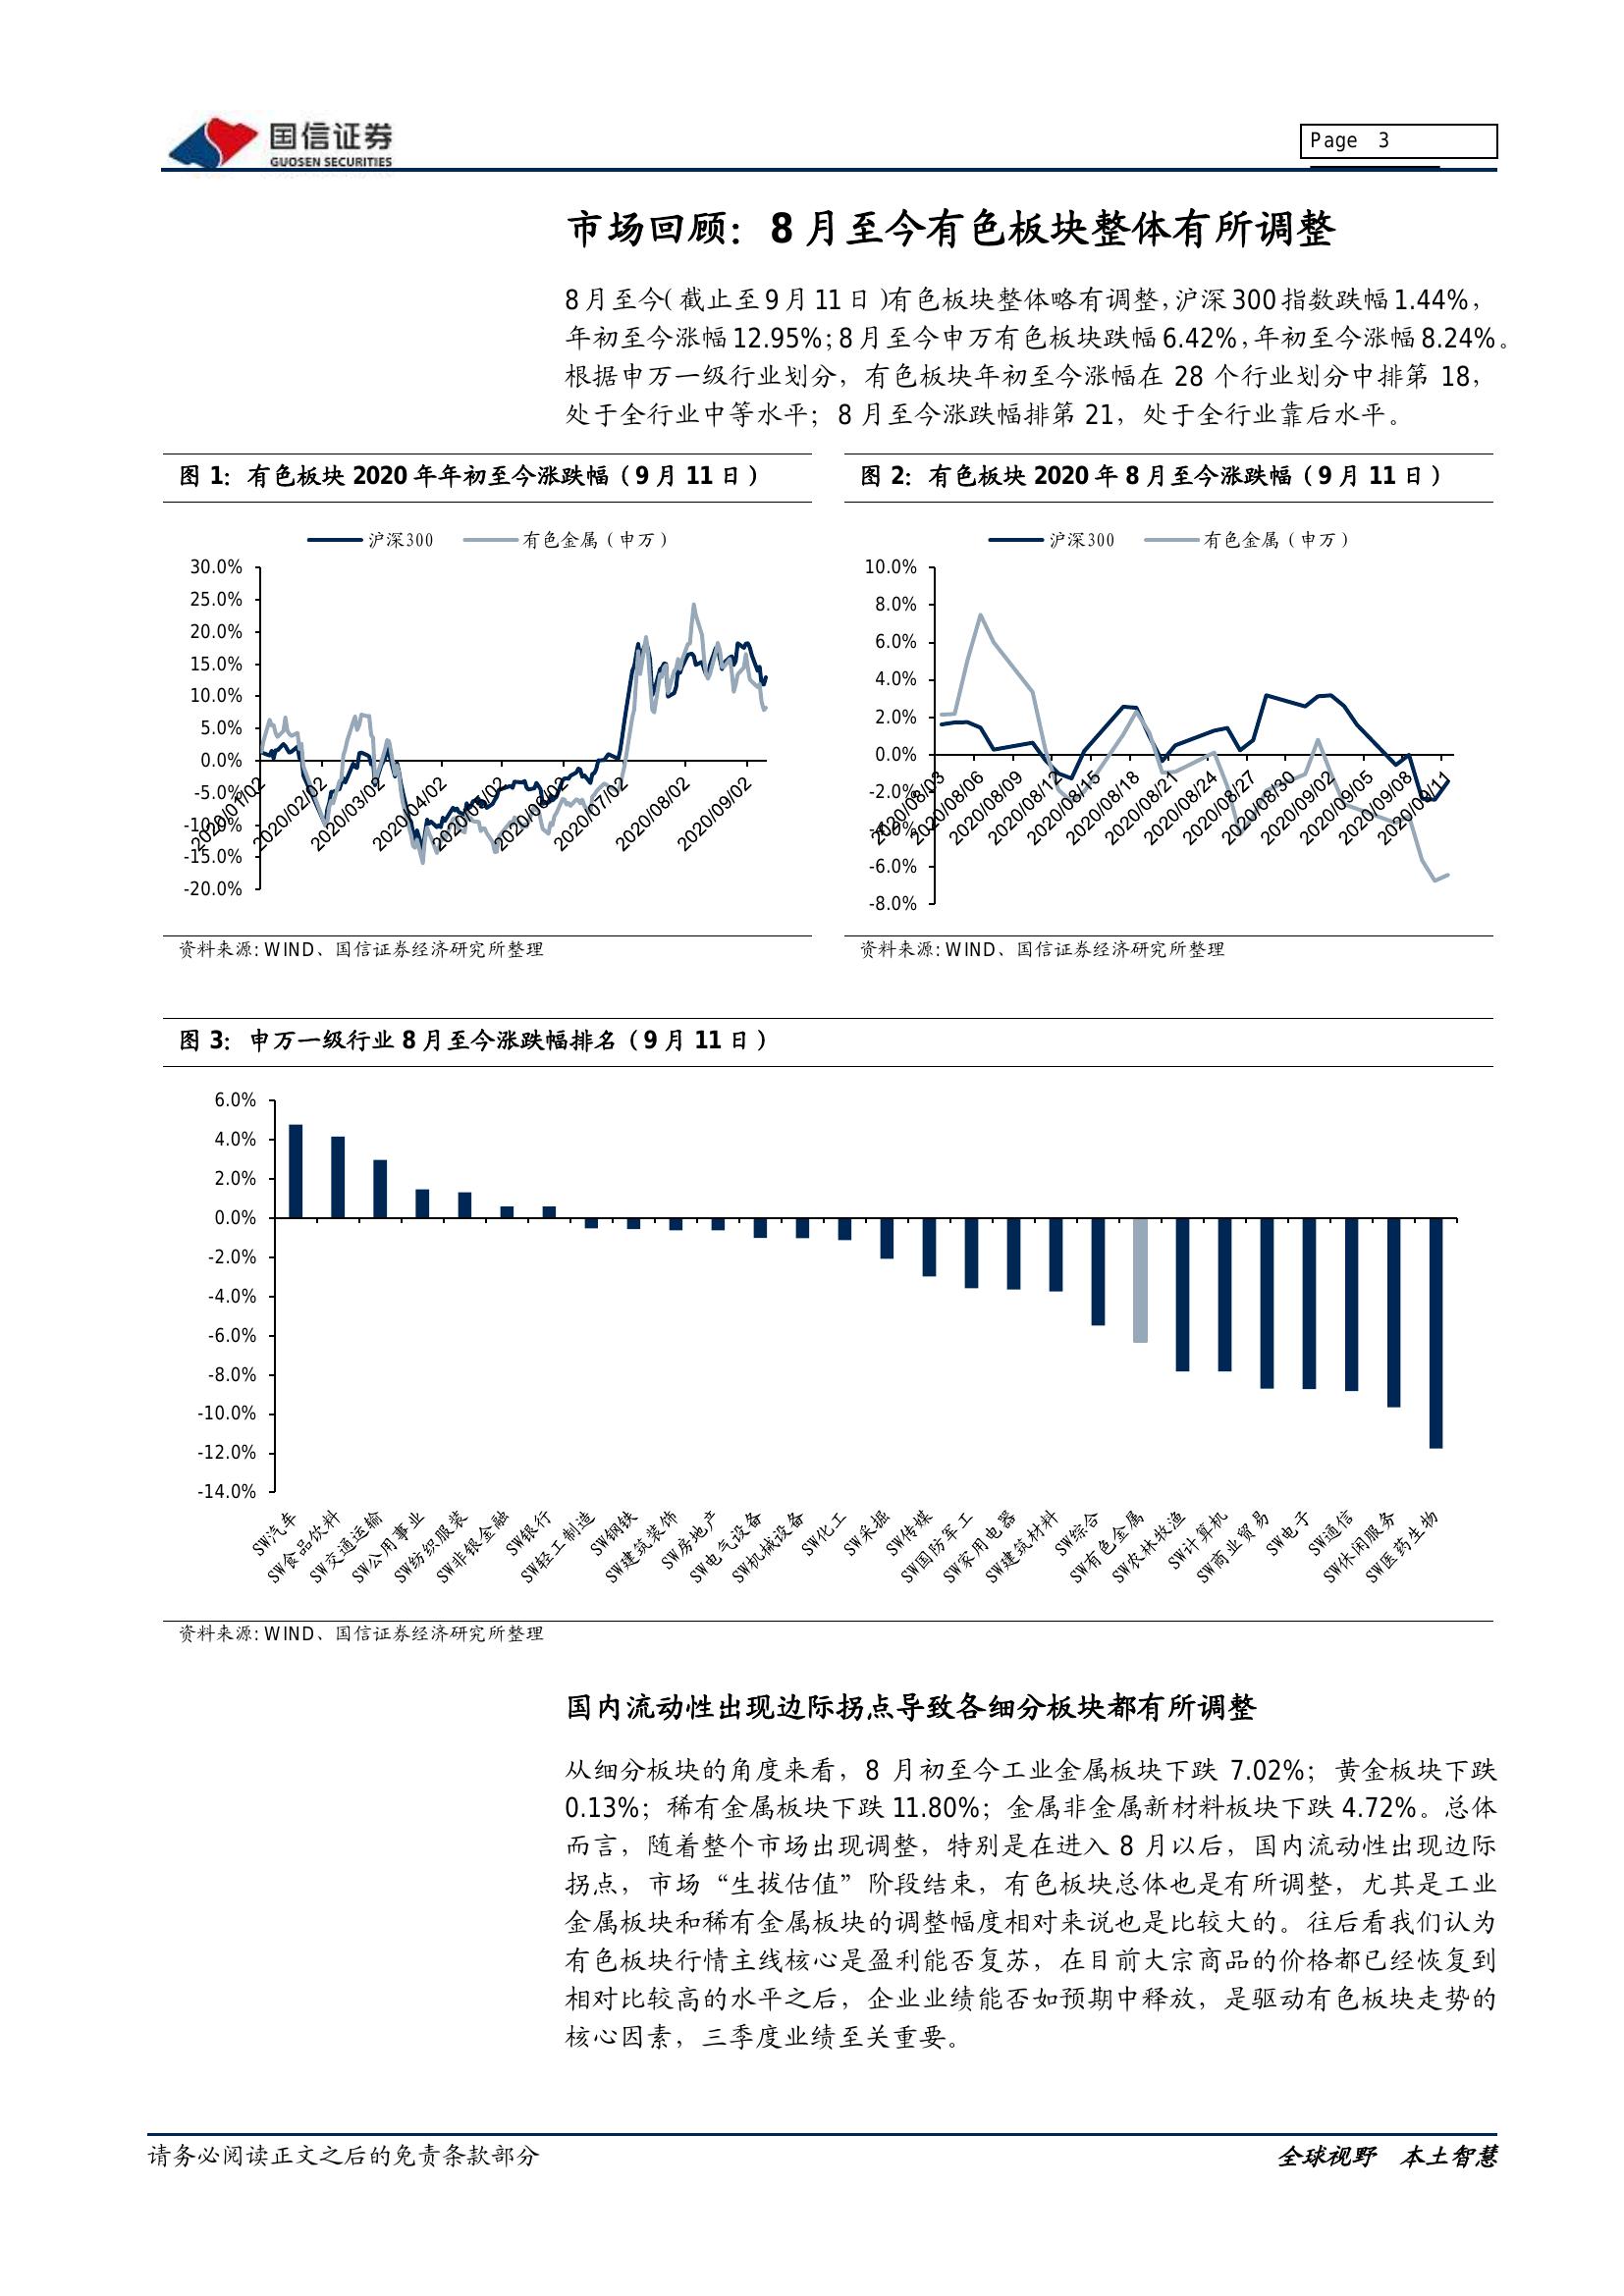 国信证券
GUOSEN SECURITIES
Page 3
市场回顾：8 月至今有色板块整体有所调整
8 月至今（截止至 9 月 11 日）有色板块整体略有调整，沪深 300 指数跌幅 1.44%，
年初至今涨幅 12.95%；8 月至今申万有色板块跌幅 6.42%，年初至今涨幅 8.24%。
根据申万一级行业划分，有色板块年初至今涨幅在 28 个行业划分中排第 18，
处于全行业中等水平；8 月至今涨跌幅排第 21，处于全行业靠后水平。
图 1：有色板块 2020 年年初至今涨跌幅（9 月 11 日）
沪深300 有色金属（申万）
30.0%
25.0%
20.0%
15.0%
10.0%
5.0%
0.0%
-5.0%
-10.0%
-15.0%
-20.0%
2020/01/02
2020/02/02
2020/03/02
2020/04/02
2020/05/02
2020/06/02
2020/07/02
2020/08/02
2020/09/02
资料来源：WIND、国信证券经济研究所整理
图 2：有色板块 2020 年 8 月至今涨跌幅（9 月 11 日）
沪深300 有色金属（申万）
10.0%
8.0%
6.0%
4.0%
2.0%
0.0%
-2.0%
-4.0%
-6.0%
-8.0%
2020/08/03
2020/08/06
2020/08/09
2020/08/12
2020/08/15
2020/08/18
2020/08/21
2020/08/24
2020/08/27
2020/08/30
2020/09/02
2020/09/05
2020/09/08
2020/09/11
资料来源：WIND、国信证券经济研究所整理
图 3：申万一级行业 8 月至今涨跌幅排名（9 月 11 日）
6.0%
4.0%
2.0%
0.0%
-2.0%
-4.0%
-6.0%
-8.0%
-10.0%
-12.0%
-14.0%
SW汽车
SW食品饮料
SW交通运输
SW公用事业
SW纺织服装
SW非银金融
SW银行
SW轻工制造
SW钢铁
SW建筑装饰
SW房地产
SW电气设备
SW机械设备
SW化工
SW采掘
SW传媒
SW国防军工
SW家用电器
SW建筑材料
SW综合
SW有色金属
SW农林牧渔
SW计算机
SW商业贸易
SW电子
SW通信
SW休闲服务
SW医药生物
资料来源：WIND、国信证券经济研究所整理
国内流动性出现边际拐点导致各细分板块都有所调整
从细分板块的角度来看，8 月初至今工业金属板块下跌 7.02%；黄金板块下跌
0.13%；稀有金属板块下跌 11.80%；金属非金属新材料板块下跌 4.72%。总体
而言，随着整个市场出现调整，特别是在进入 8 月以后，国内流动性出现边际
拐点，市场“生拔估值”阶段结束，有色板块总体也是有所调整，尤其是工业
金属板块和稀有金属板块的调整幅度相对来说也是比较大的。往后看我们认为
有色板块行情主线核心是盈利能否复苏，在目前大宗商品的价格都已经恢复到
相对比较高的水平之后，企业业绩能否如预期中释放，是驱动有色板块走势的
核心因素，三季度业绩至关重要。
请务必阅读正文之后的免责条款部分
全球视野 本土智慧